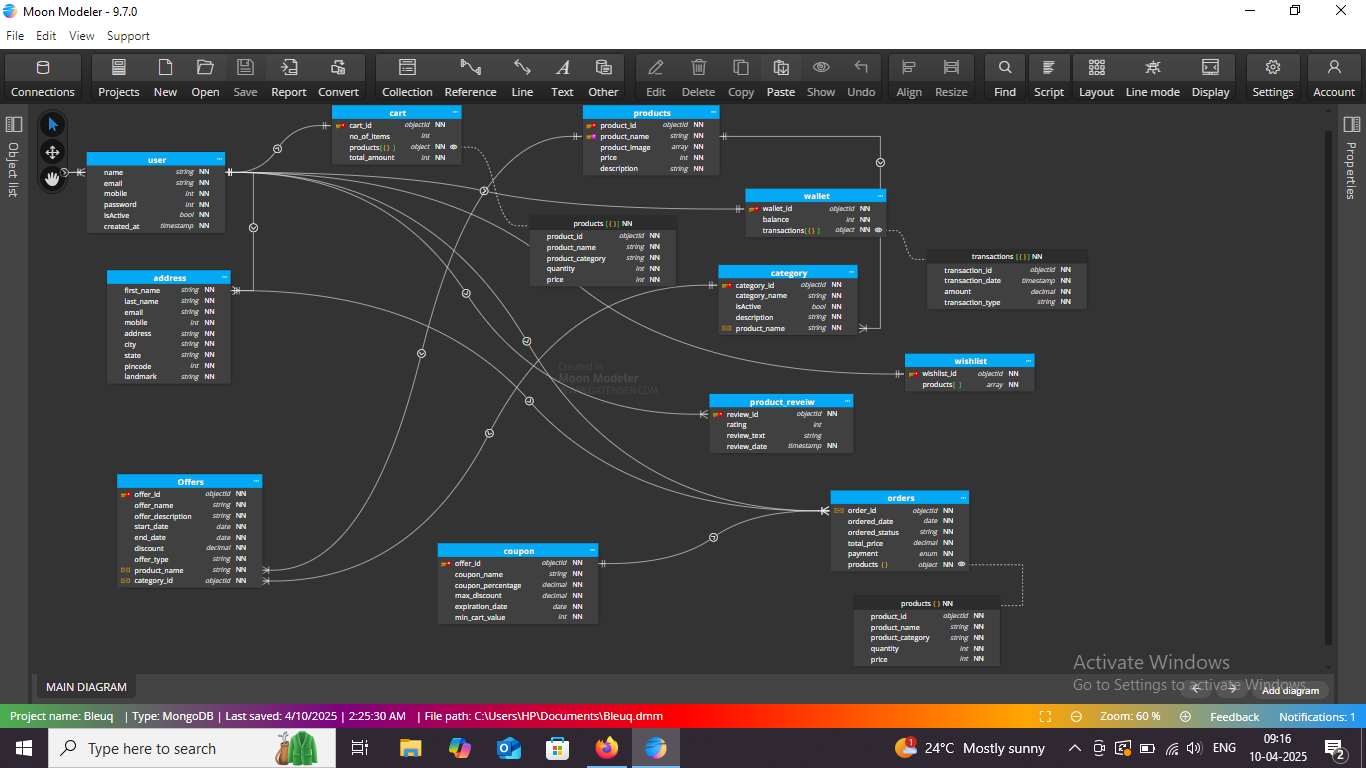 Moon Modeler - 9.7.0
File Edit View Support
Connections Projects New Open Save Report Convert Collection Reference Line Text Other Edit Delete Copy Paste Show Undo Align Resize Find Script Layout Line mode Display Settings Account
Object list
Properties
cart
cart_id objectId NN
no_of_items int
products[{}] object NN
total_amount int NN
products
product_id objectId NN
product_name string NN
product_image array NN
price int NN
description string NN
user
name string NN
email string NN
mobile int NN
password int NN
isActive bool NN
created_at timestamp NN
wallet
wallet_id objectId NN
balance int NN
transactions[{}] object NN
products [{}] NN
product_id objectId NN
product_name string NN
product_category string NN
quantity int NN
price int NN
transactions [{}] NN
transaction_id objectId NN
transaction_date timestamp NN
amount decimal NN
transaction_type string NN
address
first_name string NN
last_name string NN
email string NN
mobile int NN
address string NN
city string NN
state string NN
pincode int NN
landmark string NN
category
category_id objectId NN
category_name string NN
isActive bool NN
description string NN
product_name string NN
wishlist
wishlist_id objectId NN
products[ ] array NN
Created in
Moon Modeler
WWW.DATENSEN.COM
product_reveiw
review_id objectId NN
rating int
review_text string
review_date timestamp NN
Offers
offer_id objectId NN
offer_name string NN
offer_description string NN
start_date date NN
end_date date NN
discount decimal NN
offer_type string NN
product_name string NN
category_id objectId NN
orders
order_id objectId NN
ordered_date date NN
ordered_status string NN
total_price decimal NN
payment enum NN
products {} object NN
coupon
offer_id objectId NN
coupon_name string NN
coupon_percentage decimal NN
max_discount decimal NN
expiration_date date NN
min_cart_value int NN
products {} NN
product_id objectId NN
product_name string NN
product_category string NN
quantity int NN
price int NN
Activate Windows
Go to Settings to activate Windows.
MAIN DIAGRAM
Add diagram
Project name: Bleuq | Type: MongoDB | Last saved: 4/10/2025 | 2:25:30 AM | File path: C:\Users\HP\Documents\Bleuq.dmm
Zoom: 60 % Feedback Notifications: 1
Type here to search
1
24°C Mostly sunny
ENG
09:16
10-04-2025
2